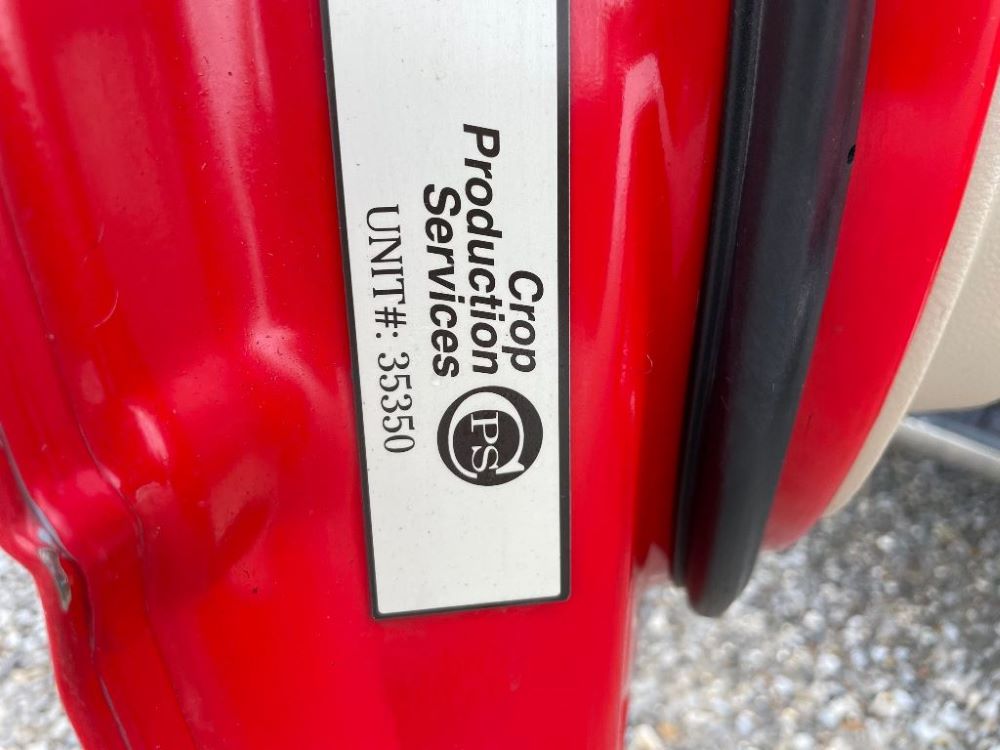 Crop
Production
Services
CPS
UNIT#: 35350